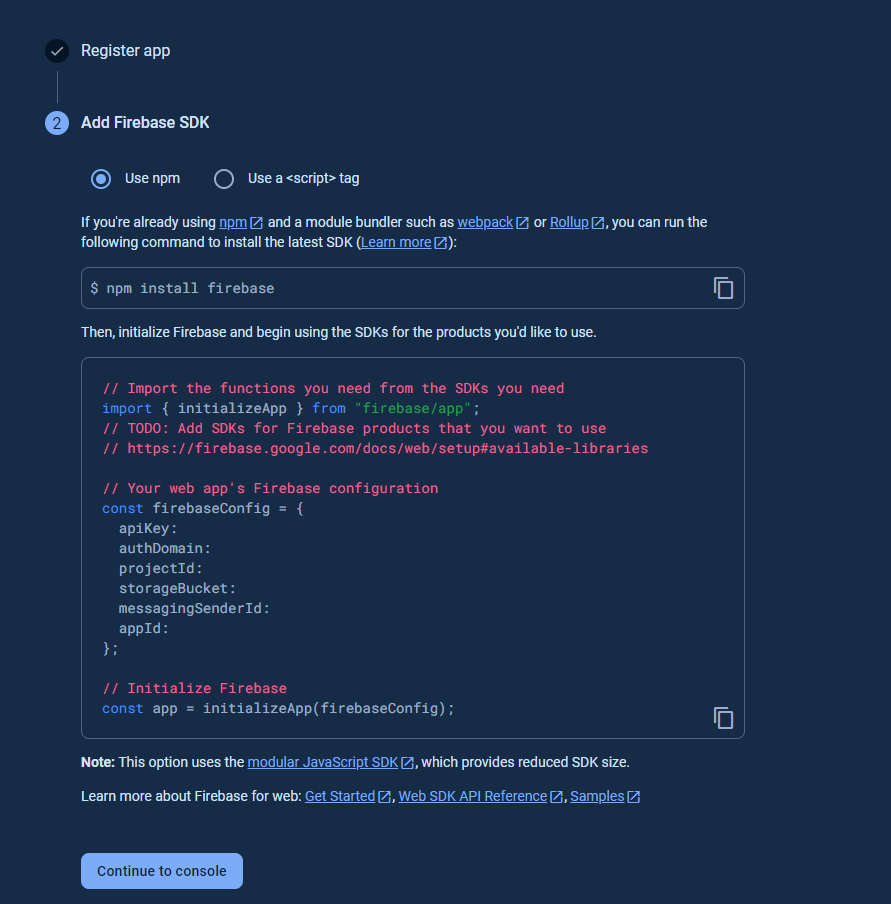 Register app
2 Add Firebase SDK
Use npm Use a <script> tag
If you're already using npm and a module bundler such as webpack or Rollup, you can run the
following command to install the latest SDK (Learn more):
$ npm install firebase
Then, initialize Firebase and begin using the SDKs for the products you'd like to use.
// Import the functions you need from the SDKs you need
import { initializeApp } from "firebase/app";
// TODO: Add SDKs for Firebase products that you want to use
// https://firebase.google.com/docs/web/setup#available-libraries
// Your web app's Firebase configuration
const firebaseConfig = {
  apiKey:
  authDomain:
  projectId:
  storageBucket:
  messagingSenderId:
  appId:
};
// Initialize Firebase
const app = initializeApp(firebaseConfig);
Note: This option uses the modular JavaScript SDK, which provides reduced SDK size.
Learn more about Firebase for web: Get Started, Web SDK API Reference, Samples
Continue to console